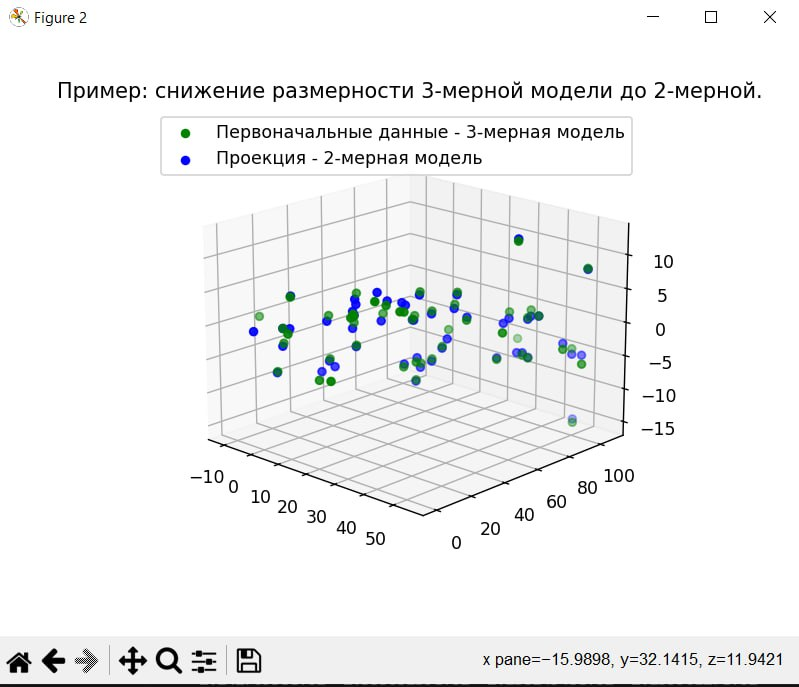 Figure 2
Пример: снижение размерности 3-мерной модели до 2-мерной.
Первоначальные данные - 3-мерная модель
Проекция - 2-мерная модель
10
5
0
−5
−10
−15
−10 0 10 20 30 40 50
0 20 40 60 80 100
x pane=−15.9898, y=32.1415, z=11.9421